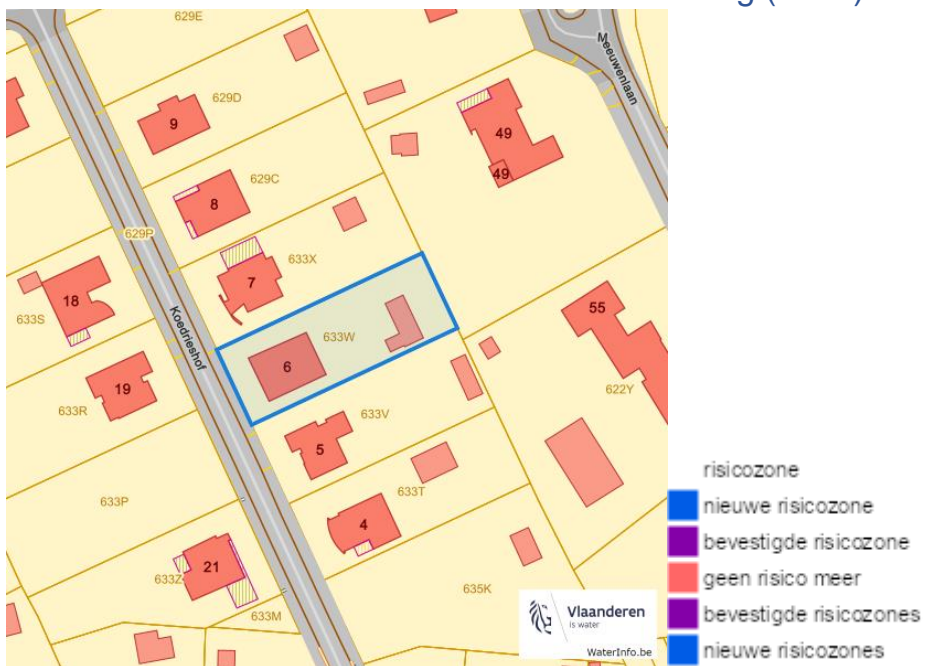 629E
Meeuwenlaan
629D
9
49
49
629C
8
629P
633X
7
18
633S
Koedrieshof
55
633W
6
19
633R
622Y
633V
5
633T
633P
4
21
633Z
635K
633M
Vlaanderen
is water
WaterInfo.be
risicozone
nieuwe risicozone
bevestigde risicozone
geen risico meer
bevestigde risicozones
nieuwe risicozones